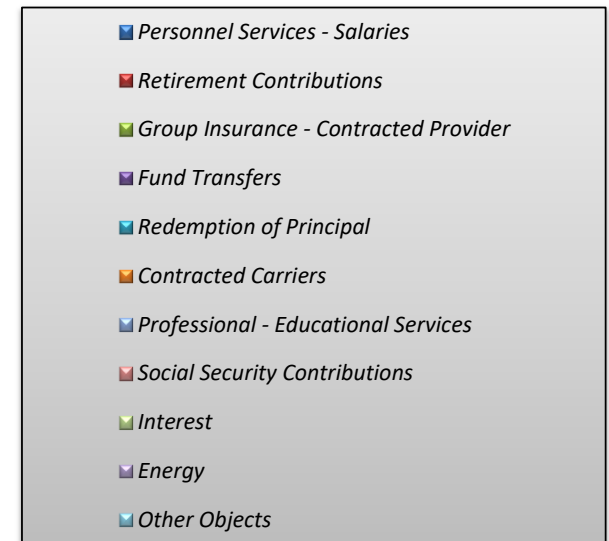 Personnel Services - Salaries
Retirement Contributions
Group Insurance - Contracted Provider
Fund Transfers
Redemption of Principal
Contracted Carriers
Professional - Educational Services
Social Security Contributions
Interest
Energy
Other Objects